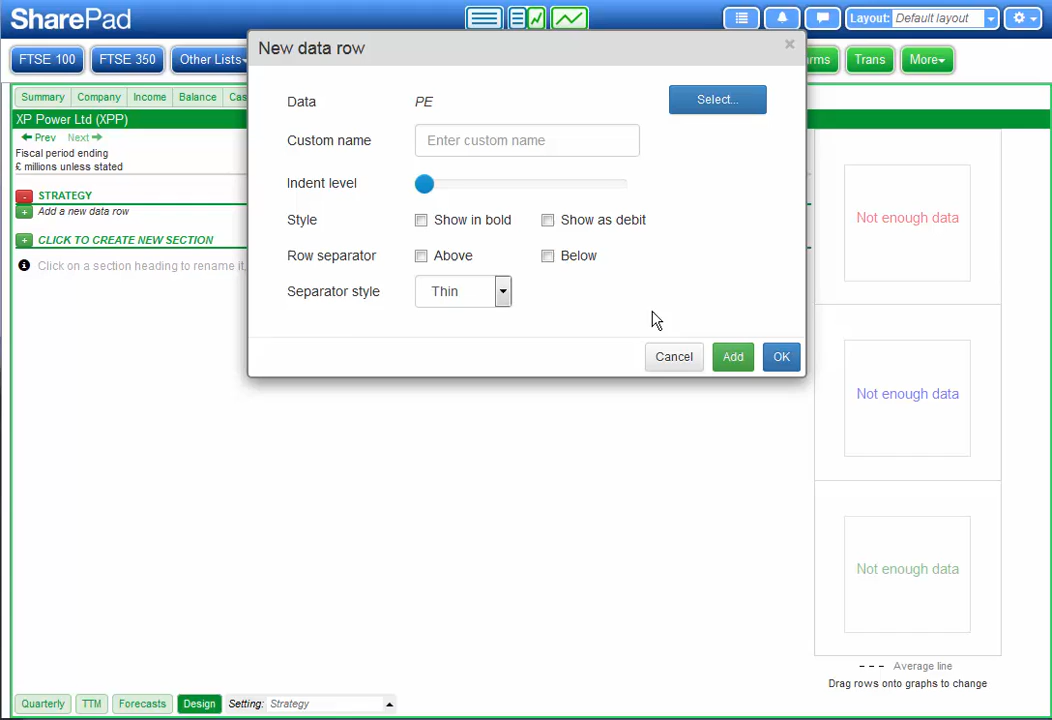 SharePad
Layout: Default layout
FTSE 100
FTSE 350
Other Lists
rms
Trans
More
New data row
Data
PE
Select...
Custom name
Enter custom name
Indent level
Style
Show in bold
Show as debit
Row separator
Above
Below
Separator style
Thin
Cancel
Add
OK
Summary
Company
Income
Balance
Cas
XP Power Ltd (XPP)
Prev
Next
Fiscal period ending
£ millions unless stated
- STRATEGY
+ Add a new data row
+ CLICK TO CREATE NEW SECTION
Click on a section heading to rename it,
Not enough data
Not enough data
Not enough data
Average line
Drag rows onto graphs to change
Quarterly
TTM
Forecasts
Design
Setting: Strategy